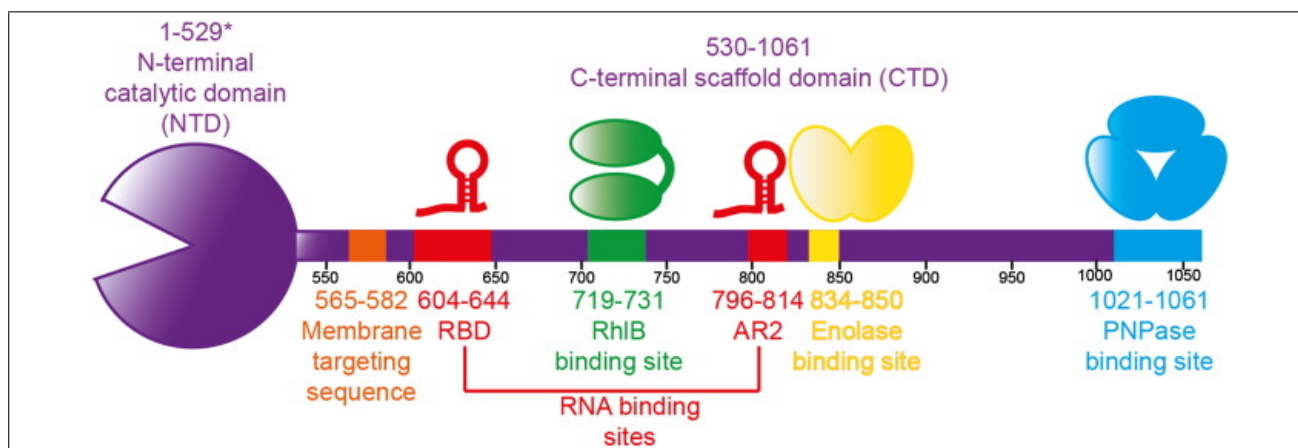 1-529*
N-terminal
catalytic domain
(NTD)
530-1061
C-terminal scaffold domain (CTD)
550
600
650
700
750
800
850
900
950
1000
1050
565-582
Membrane
targeting
sequence
604-644
RBD
719-731
RhlB
binding site
796-814
AR2
834-850
Enolase
binding site
1021-1061
PNPase
binding site
RNA binding
sites